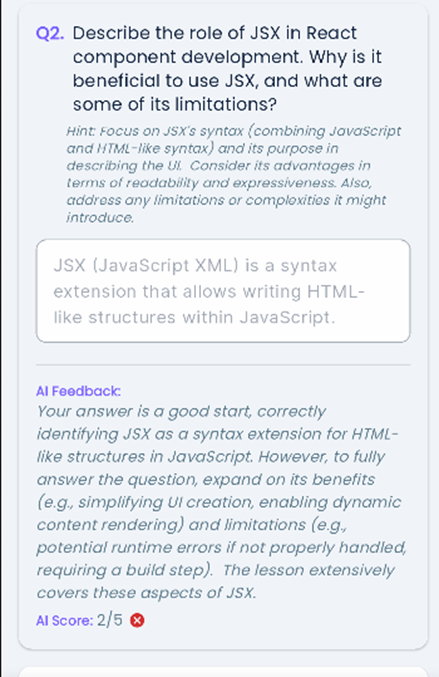 Q2. Describe the role of JSX in React
component development. Why is it
beneficial to use JSX, and what are
some of its limitations?
Hint: Focus on JSX's syntax (combining JavaScript
and HTML-like syntax) and its purpose in
describing the UI. Consider its advantages in
terms of readability and expressiveness. Also,
address any limitations or complexities it might
introduce.
JSX (JavaScript XML) is a syntax
extension that allows writing HTML-
like structures within JavaScript.
AI Feedback:
Your answer is a good start, correctly
identifying JSX as a syntax extension for HTML-
like structures in JavaScript. However, to fully
answer the question, expand on its benefits
(e.g., simplifying UI creation, enabling dynamic
content rendering) and limitations (e.g.,
potential runtime errors if not properly handled,
requiring a build step). The lesson extensively
covers these aspects of JSX.
AI Score: 2/5